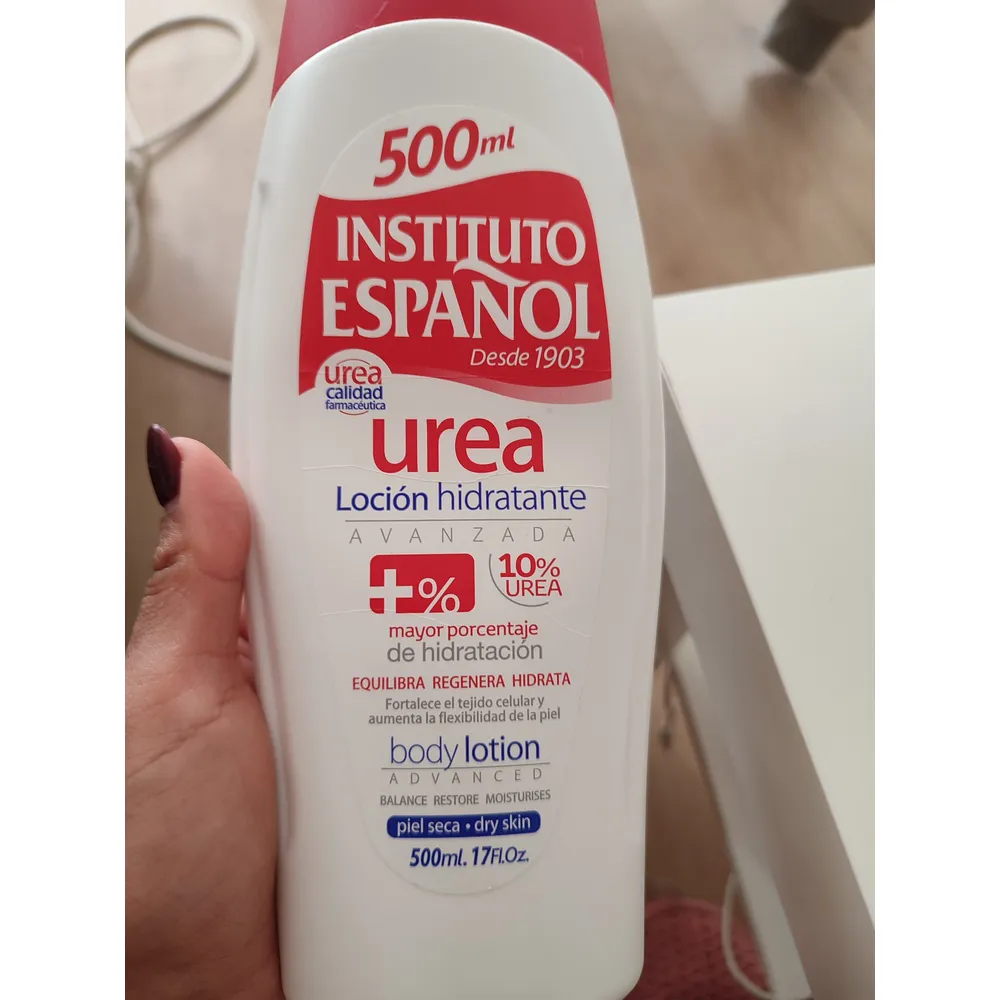 500ml
INSTITUTO
ESPAÑOL
Desde 1903
urea
calidad
farmacéutica
urea
Loción hidratante
AVANZADA
+%
10%
UREA
mayor porcentaje
de hidratación
EQUILIBRA REGENERA HIDRATA
Fortalece el tejido celular y
aumenta la flexibilidad de la piel
body lotion
ADVANCED
BALANCE RESTORE MOISTURISES
piel seca • dry skin
500ml. 17Fl.Oz.